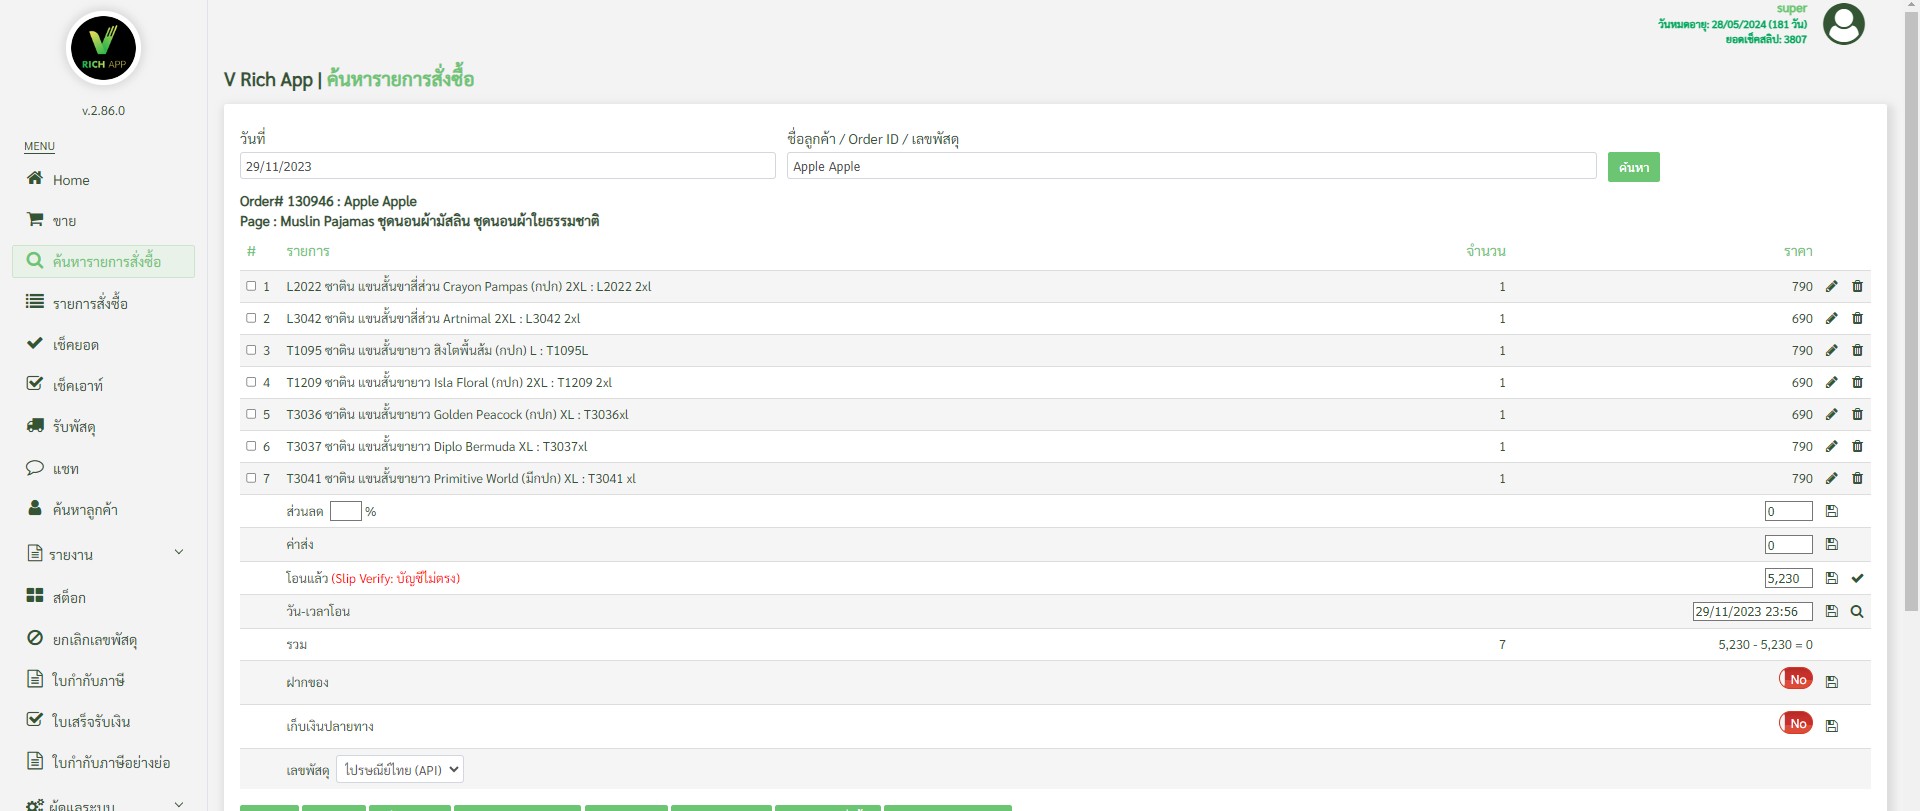 RICH APP
v.2.86.0
MENU
Home
ขาย
ค้นหารายการสั่งซื้อ
รายการสั่งซื้อ
เช็คยอด
เช็คเอาท์
รับพัสดุ
แชท
ค้นหาลูกค้า
รายงาน
สต็อก
ยกเลิกเลขพัสดุ
ใบกำกับภาษี
ใบเสร็จรับเงิน
ใบกำกับภาษีอย่างย่อ
ผู้ดูแลระบบ
super
วันหมดอายุ: 28/05/2024 (181 วัน)
ยอดเช็คสลิป: 3807
V Rich App | ค้นหารายการสั่งซื้อ
วันที่ ชื่อลูกค้า / Order ID / เลขพัสดุ
29/11/2023 Apple Apple ค้นหา
Order# 130946 : Apple Apple
Page : Muslin Pajamas ชุดนอนผ้ามัสลิน ชุดนอนผ้าใยธรรมชาติ
# รายการ จำนวน ราคา
1 L2022 ซาติน แขนสั้นขาสี่ส่วน Crayon Pampas (กปก) 2XL : L2022 2xl 1 790
2 L3042 ซาติน แขนสั้นขาสี่ส่วน Artnimal 2XL : L3042 2xl 1 690
3 T1095 ซาติน แขนสั้นขายาว สิงโตพื้นส้ม (กปก) L : T1095L 1 790
4 T1209 ซาติน แขนสั้นขายาว Isla Floral (กปก) 2XL : T1209 2xl 1 690
5 T3036 ซาติน แขนสั้นขายาว Golden Peacock (กปก) XL : T3036xl 1 690
6 T3037 ซาติน แขนสั้นขายาว Diplo Bermuda XL : T3037xl 1 790
7 T3041 ซาติน แขนสั้นขายาว Primitive World (มีกปก) XL : T3041 xl 1 790
ส่วนลด % 0
ค่าส่ง 0
โอนแล้ว (Slip Verify: บัญชีไม่ตรง) 5,230
วัน-เวลาโอน 29/11/2023 23:56
รวม 7 5,230 - 5,230 = 0
ฝากของ No
เก็บเงินปลายทาง No
เลขพัสดุ ไปรษณีย์ไทย (API)